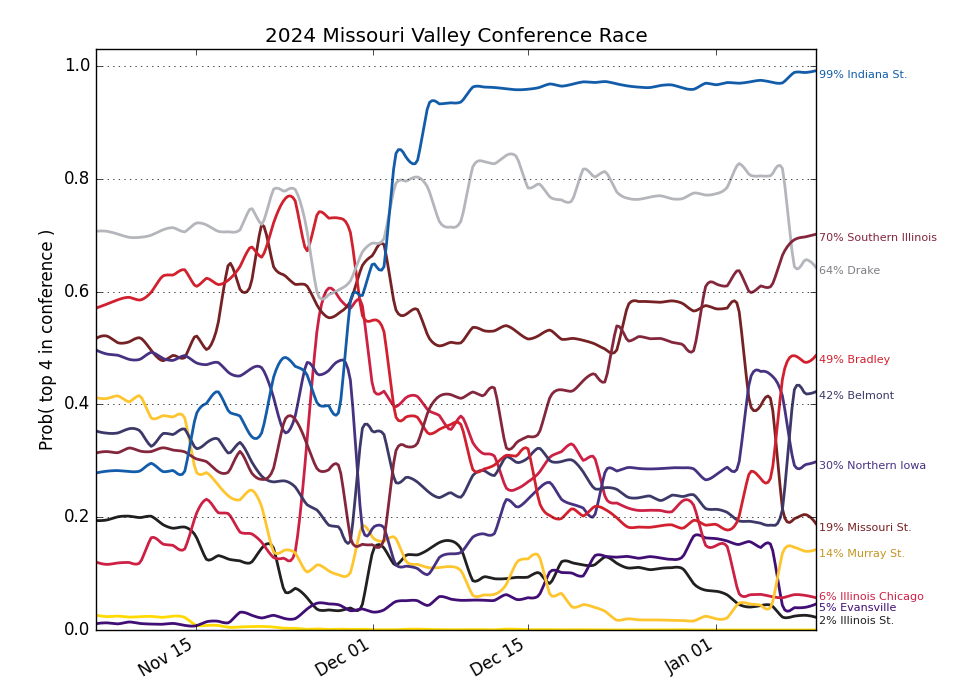 2024 Missouri Valley Conference Race
Prob( top 4 in conference )
1.0
0.8
0.6
0.4
0.2
0.0
Nov 15
Dec 01
Dec 15
Jan 01
99% Indiana St.
70% Southern Illinois
64% Drake
49% Bradley
42% Belmont
30% Northern Iowa
19% Missouri St.
14% Murray St.
6% Illinois Chicago
5% Evansville
2% Illinois St.